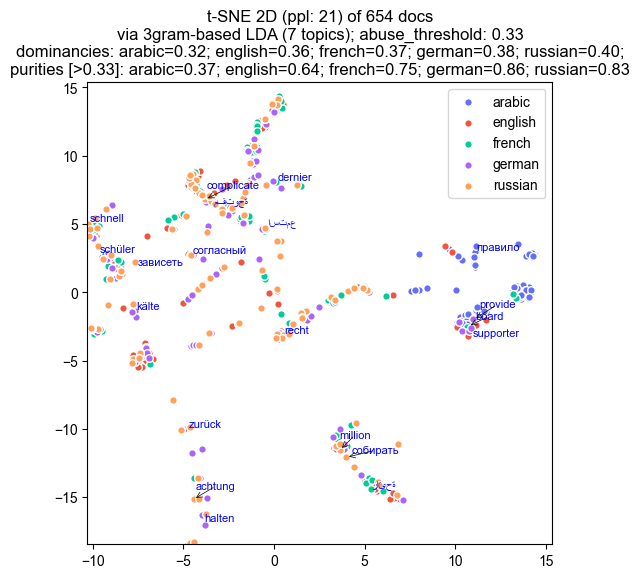 t-SNE 2D (ppl: 21) of 654 docs
via 3gram-based LDA (7 topics); abuse_threshold: 0.33
dominancies: arabic=0.32; english=0.36; french=0.37; german=0.38; russian=0.40;
purities [>0.33]: arabic=0.37; english=0.64; french=0.75; german=0.86; russian=0.83
15
arabic
english
french
german
russian
10
complicate
dernier
schnell
5
schüler
согласный
правило
зависеть
0
kälte
provide
board
recht
supporter
−5
zurück
−10
million
собирать
achtung
−15
halten
−10
−5
0
5
10
15